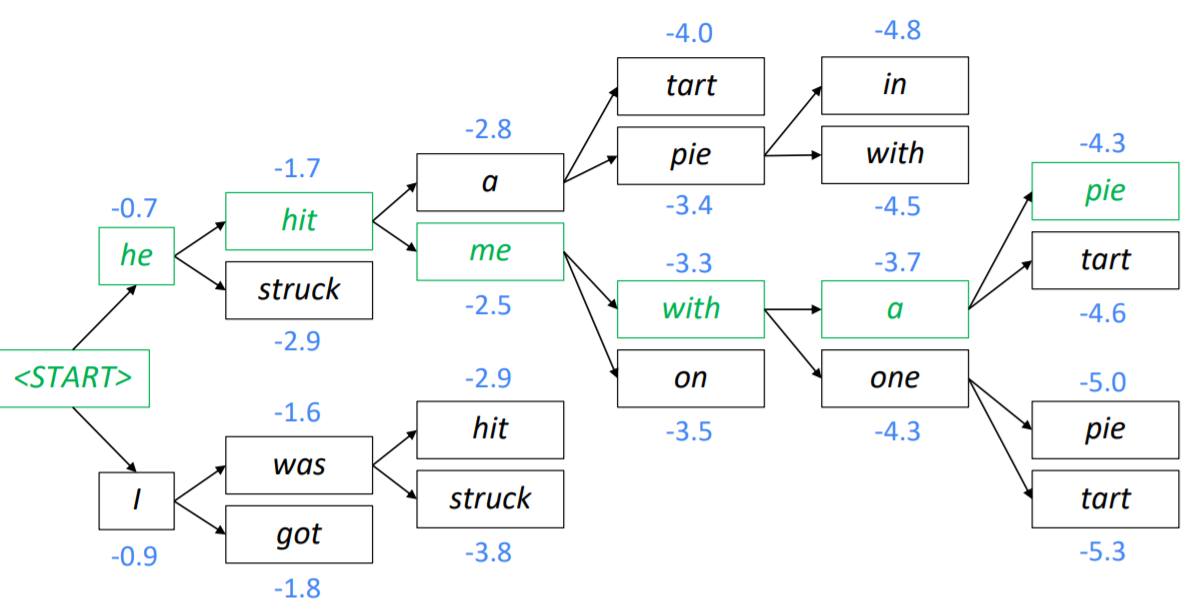 -4.0
-4.8
tart
in
-2.8
-4.3
a
pie
with
pie
-1.7
-0.7
hit
-3.4
-4.5
he
me
-3.3
-3.7
tart
struck
with
a
-2.5
-4.6
-2.9
<START>
on
one
-2.9
-5.0
-1.6
hit
-3.5
-4.3
pie
was
I
struck
tart
got
-0.9
-3.8
-5.3
-1.8